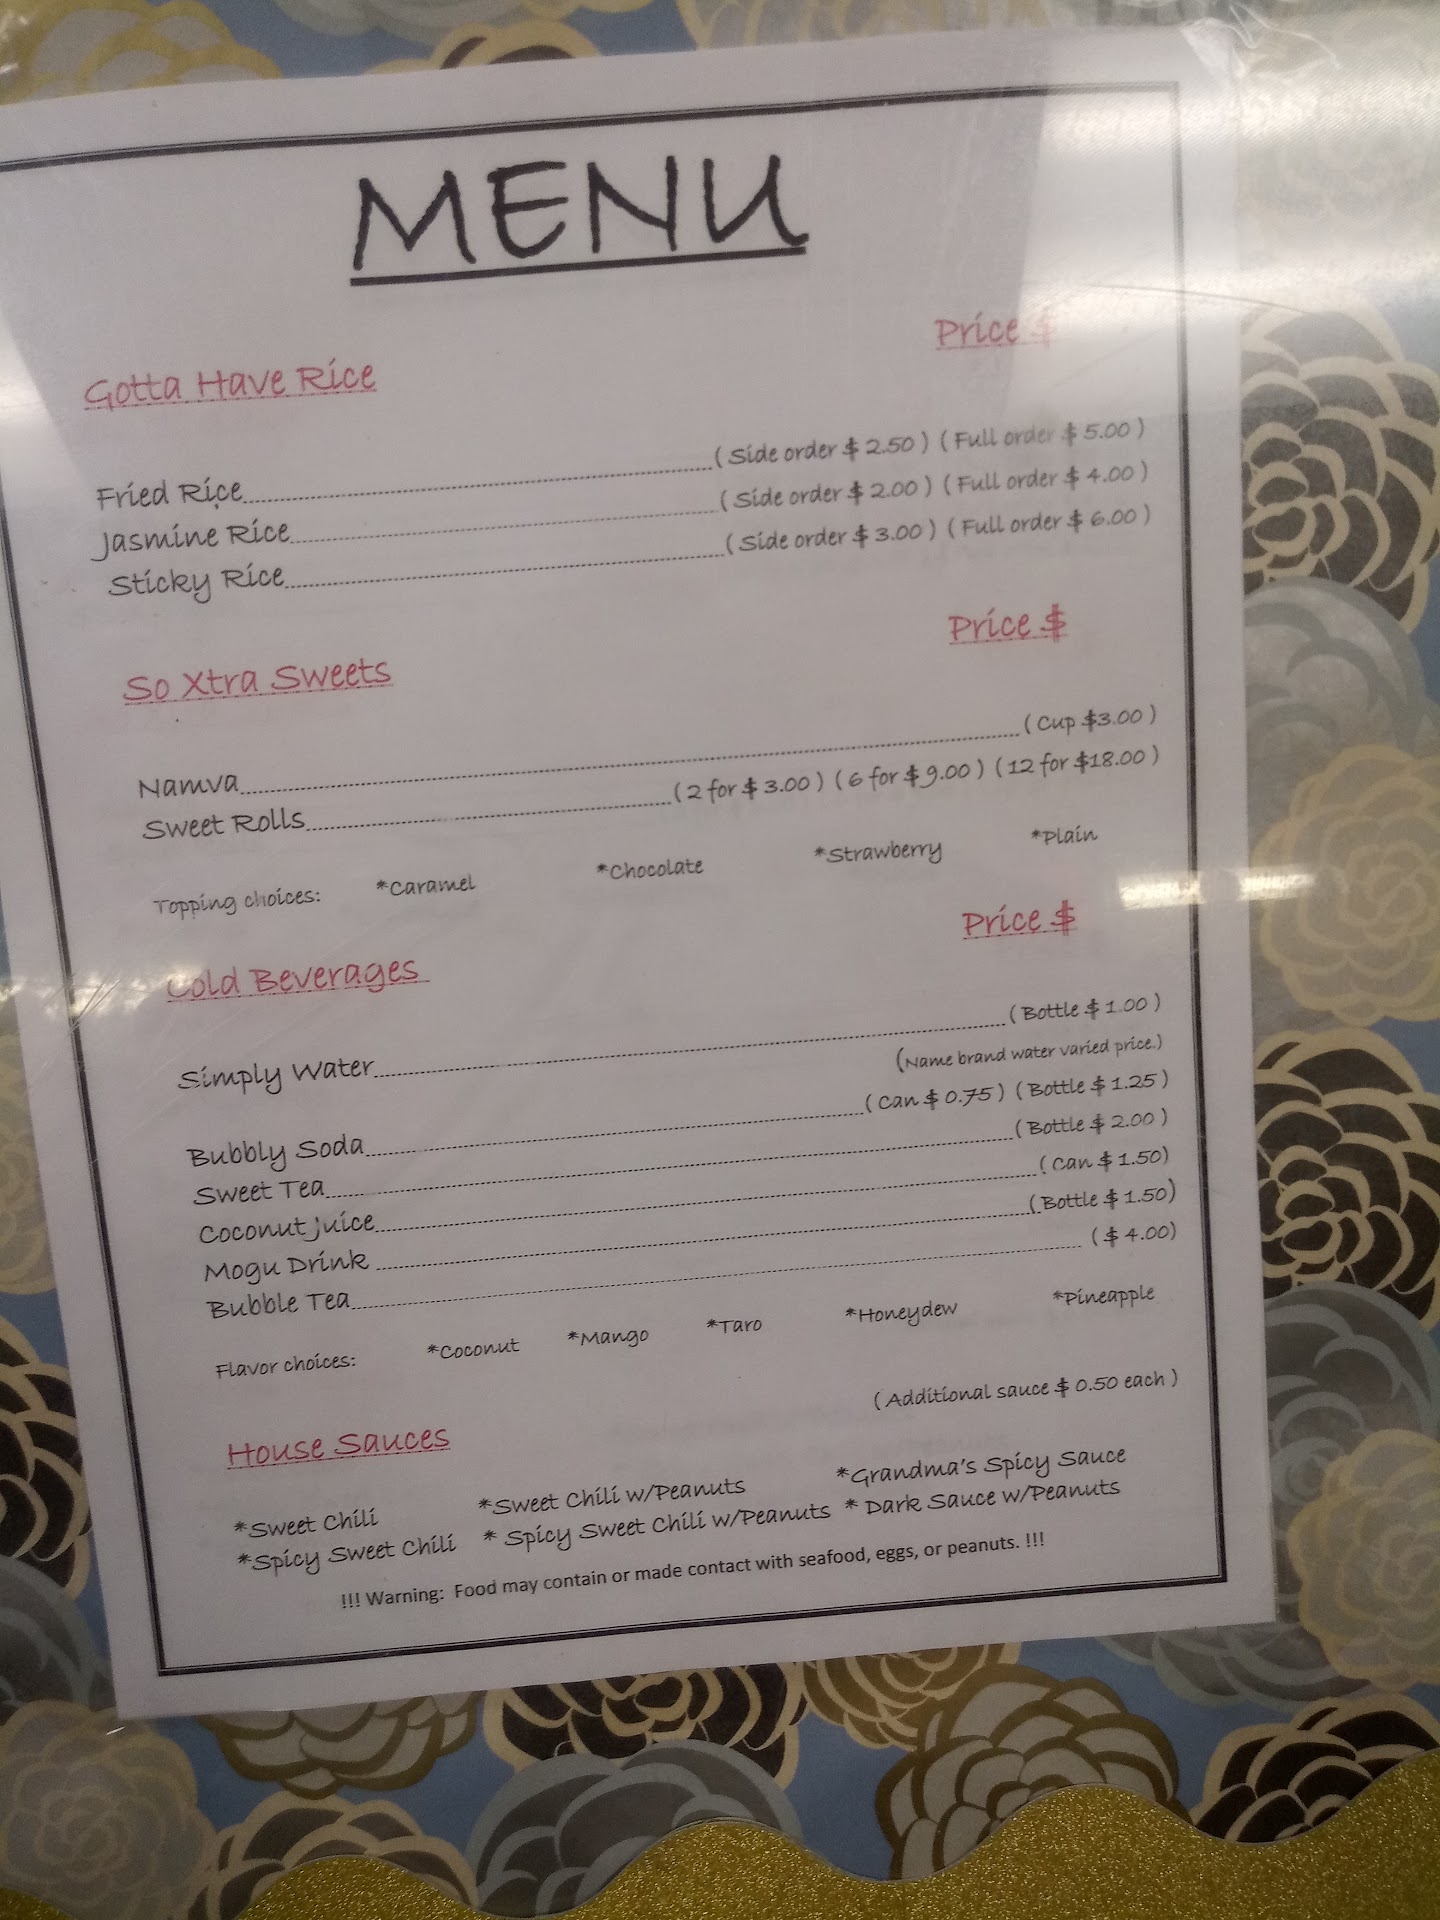 MENU
Price $
Gotta Have Rice
Fried Rice (Side order $ 2.50) (Full order $ 5.00)
Jasmine Rice (Side order $ 2.00) (Full order $ 4.00)
Sticky Rice (Side order $ 3.00) (Full order $ 6.00)
Price $
So Xtra Sweets
Namva (Cup $3.00)
Sweet Rolls (2 for $ 3.00) (6 for $ 9.00) (12 for $18.00)
Topping choices: *Caramel *Chocolate *Strawberry *Plain
Price $
Cold Beverages
Simply Water (Bottle $ 1.00)
(Name brand water varied price.)
Bubbly Soda (Can $ 0.75) (Bottle $ 1.25)
Sweet Tea (Bottle $ 2.00)
Coconut Juice (Can $ 1.50)
Mogu Drink (Bottle $ 1.50)
Bubble Tea ($ 4.00)
Flavor choices: *Coconut *Mango *Taro *Honeydew *Pineapple
(Additional sauce $ 0.50 each)
House Sauces
*Sweet Chili *Sweet Chili w/Peanuts *Grandma's Spicy Sauce
*Spicy Sweet Chili * Spicy Sweet Chili w/Peanuts * Dark Sauce w/Peanuts
!!! Warning: Food may contain or made contact with seafood, eggs, or peanuts. !!!